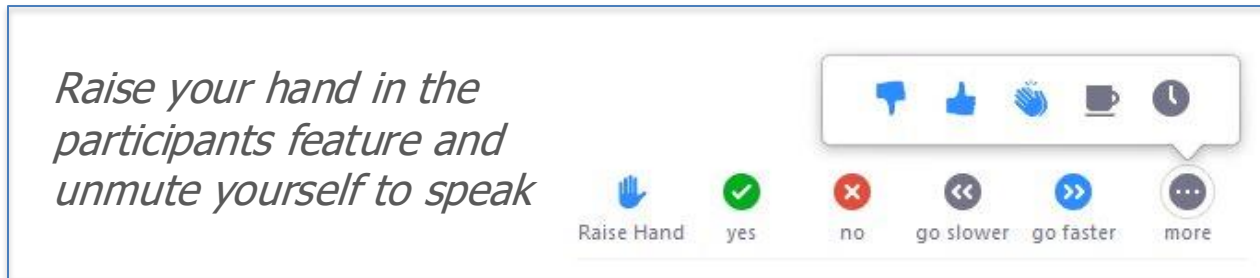 Raise your hand in the
participants feature and
unmute yourself to speak
Raise Hand yes no go slower go faster more